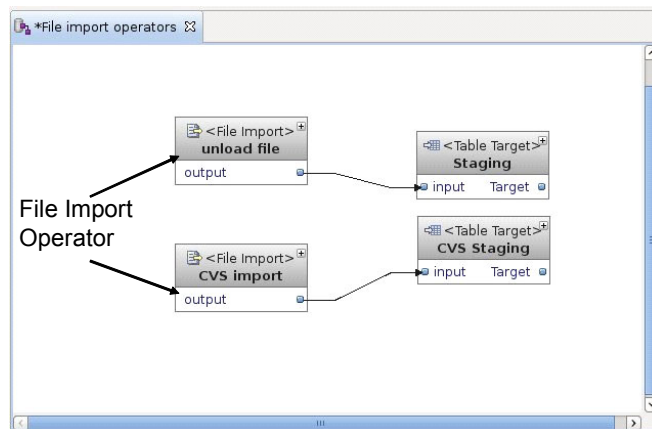 *File import operators
<File Import>
unload file
output
<Table Target>
Staging
input Target
File Import
Operator
<Table Target>
CVS Staging
input Target
<File Import>
CVS import
output